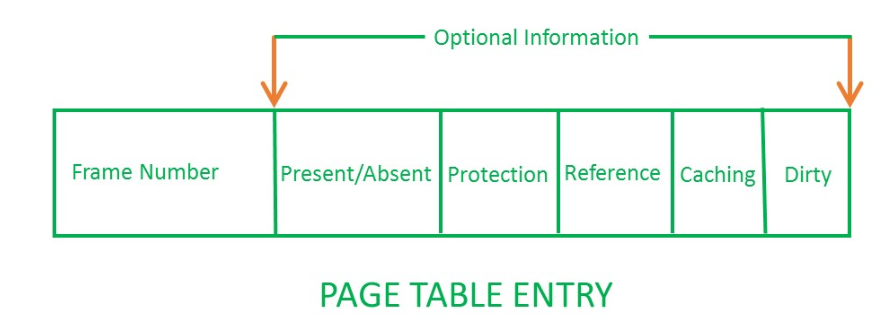 Optional Information
Frame Number Present/Absent Protection Reference Caching Dirty
PAGE TABLE ENTRY